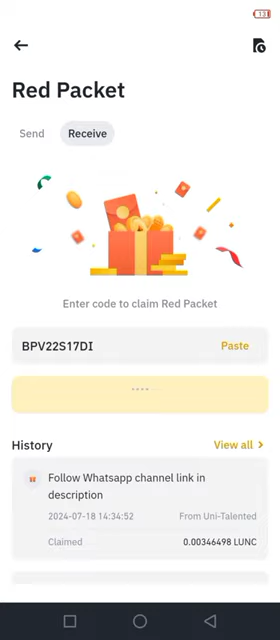 13
Red Packet
Send
Receive
Enter code to claim Red Packet
BPV22S17DI
Paste
History
View all
Follow Whatsapp channel link in
description
2024-07-18 14:34:52
From Uni-Talented
Claimed
0.00346498 LUNC